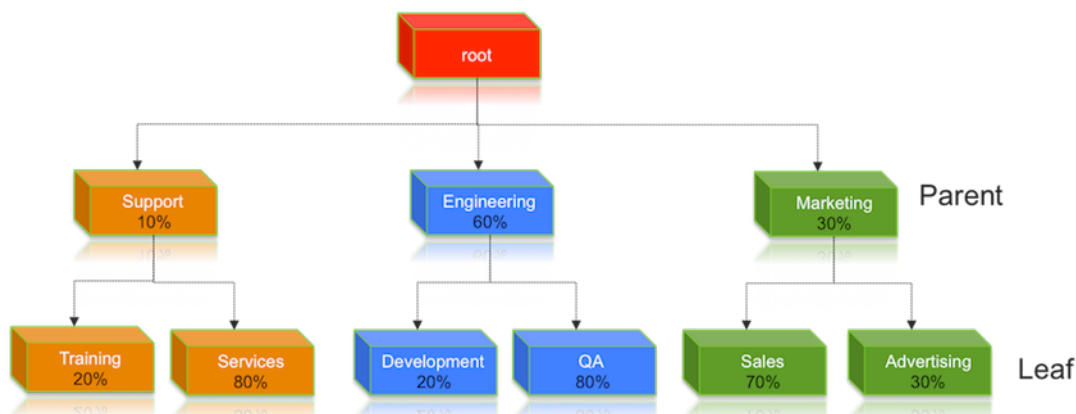 root
Support
10%
Engineering
60%
Marketing
30%
Parent
Training
20%
Services
80%
Development
20%
QA
80%
Sales
70%
Advertising
30%
Leaf